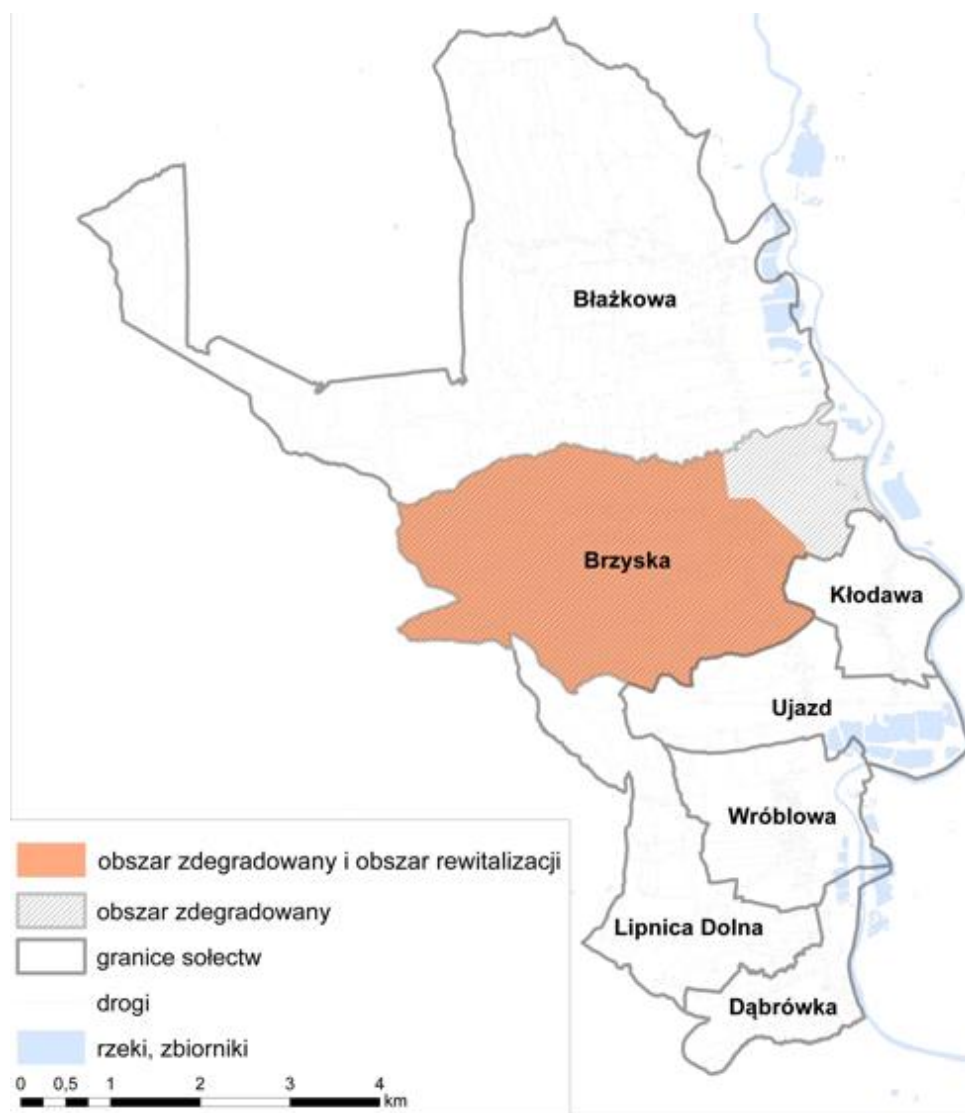 Błażkowa
Brzyska
Kłodawa
Ujazd
Wróblowa
Lipnica Dolna
Dąbrówka
obszar zdegradowany i obszar rewitalizacji
obszar zdegradowany
granice sołectw
drogi
rzeki, zbiorniki
0 0,5 1 2 3 4
km